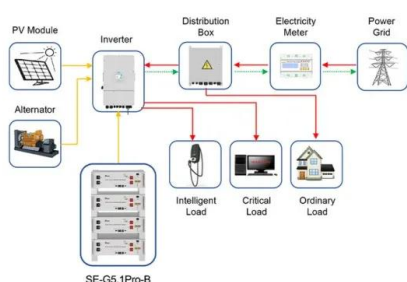 PV Module
Inverter
Distribution
Box
Electricity
Meter
Power
Grid
Alternator
Intelligent
Load
Critical
Load
Ordinary
Load
SE-G5.1Pro-B